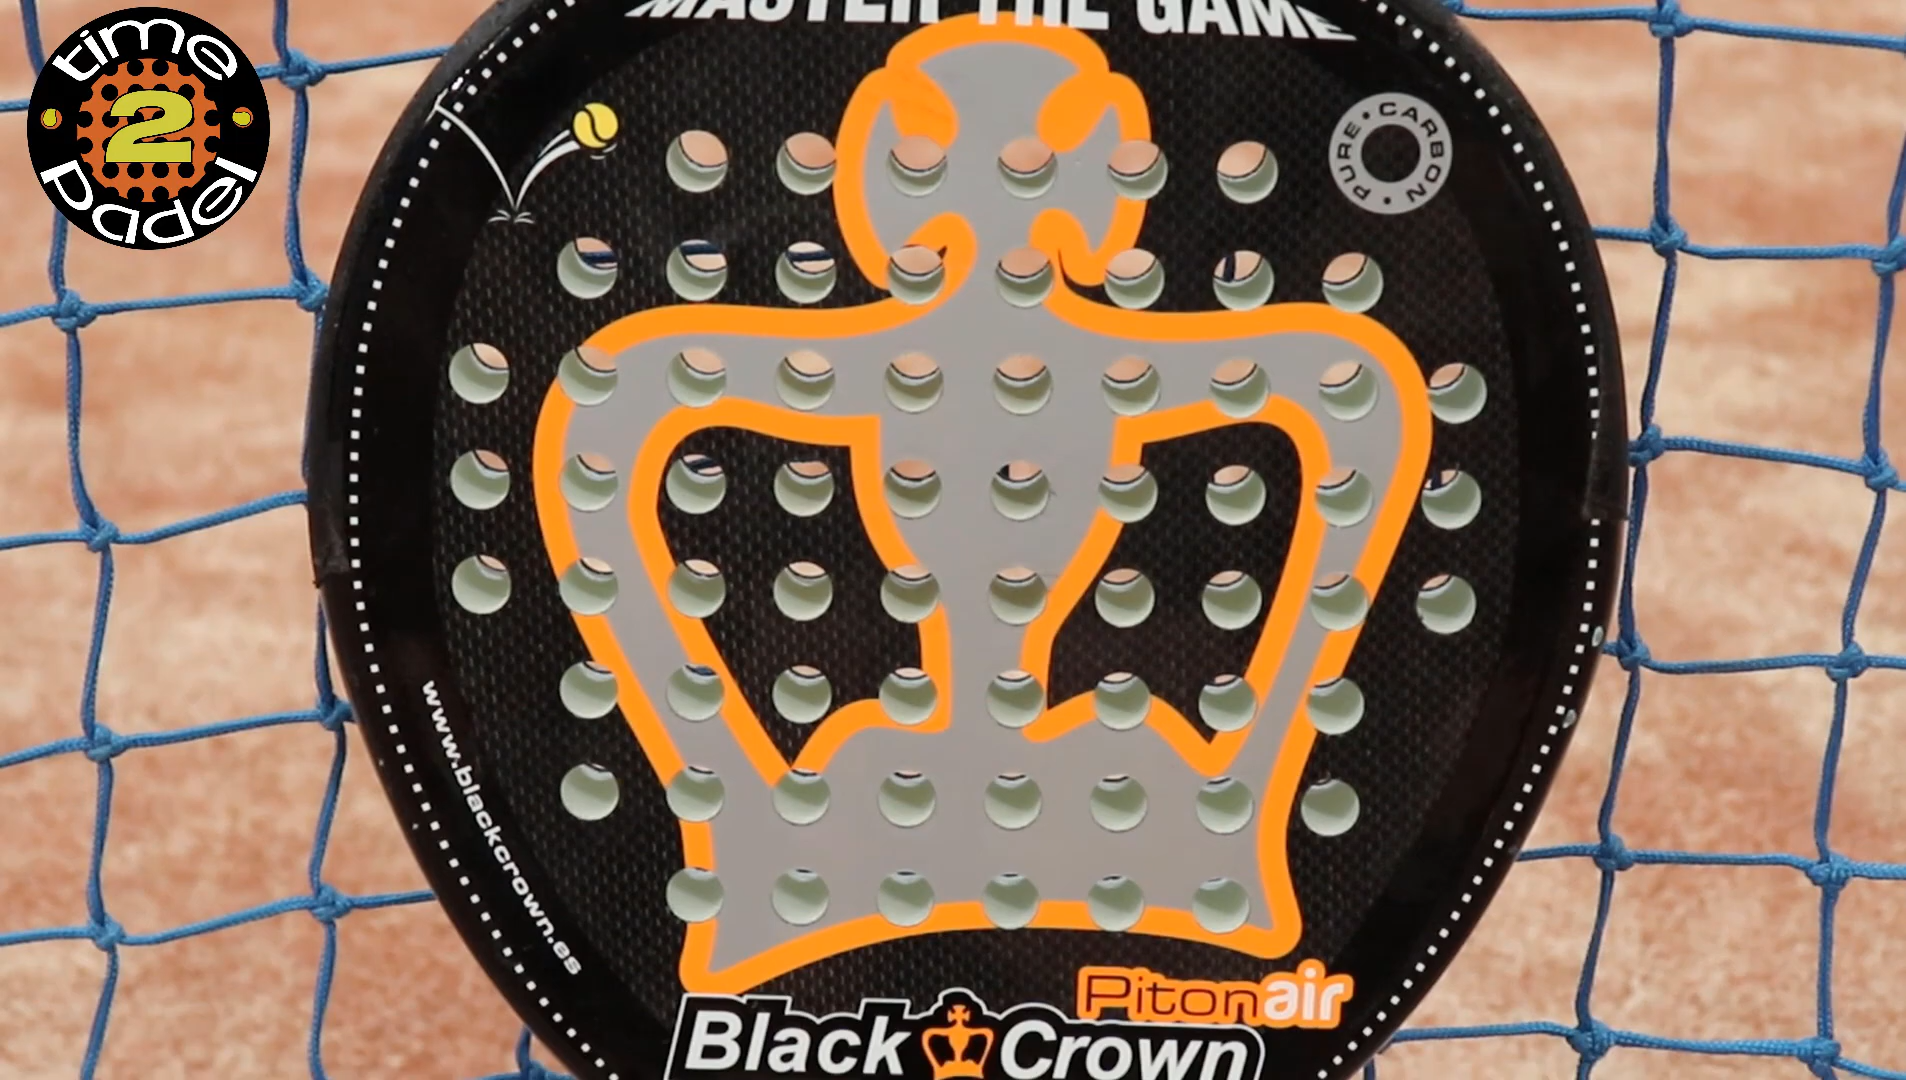 MASTER THE GAME
time
2
padel
PURE • CARBON •
www.blackcrown.es
Pitonair
Black Crown